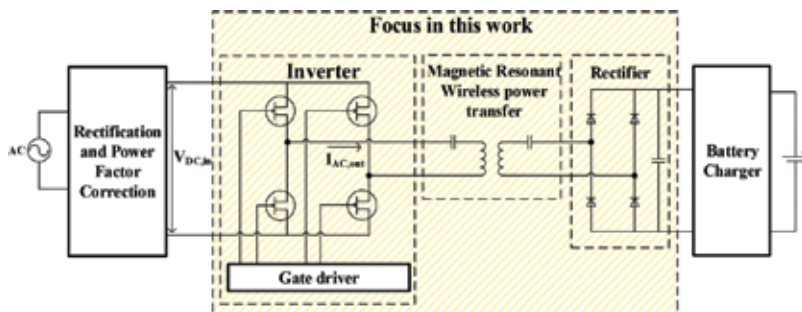 Focus in this work
Inverter
Magnetic Resonant
Wireless power
transfer
Rectifier
AC
Rectification
and Power
Factor
Correction
V_DC,in
I_AC,out
Battery
Charger
Gate driver